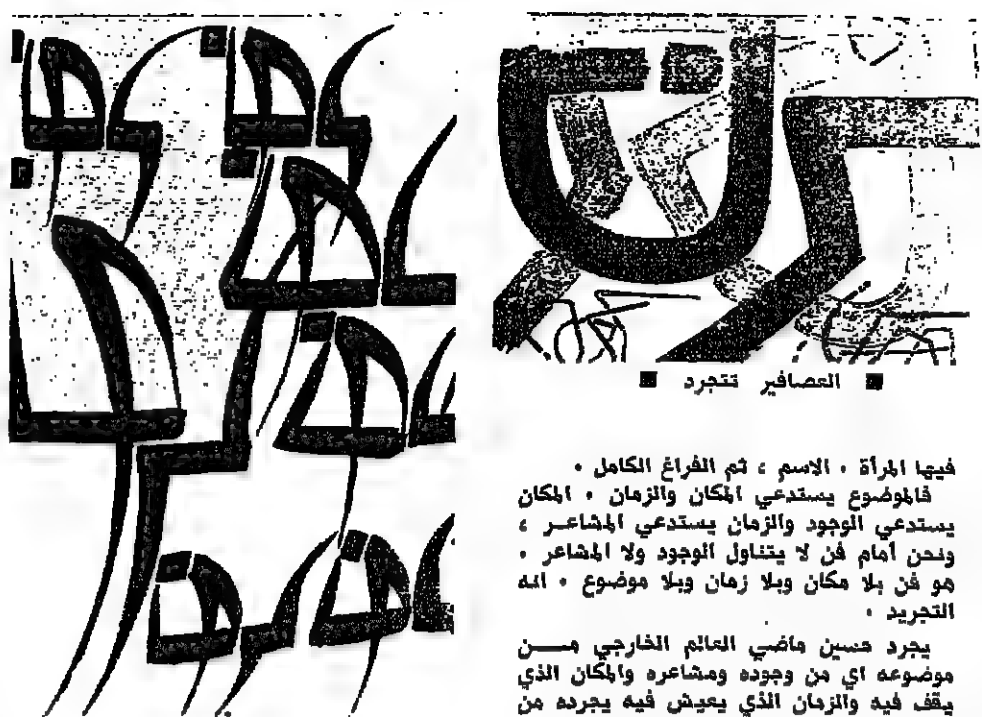 ■ العصافير تتجرد ■
فيها المرأة ، الاسم ، ثم الفراغ الكامل .
فالموضوع يستدعي المكان والزمان . المكان
يستدعي الوجود والزمان يستدعي المشاعــر ،
ونحن أمام فن لا يتناول الوجود ولا المشاعر .
هو فن بلا مكان وبلا زمان وبلا موضوع . انه
التجريد .
يجرد حسين ماضي العالم الخارجي مــــن
موضوعه اي من وجوده ومشاعره والمكان الذي
يقف فيه والزمان الذي يعيش فيه يجرده من